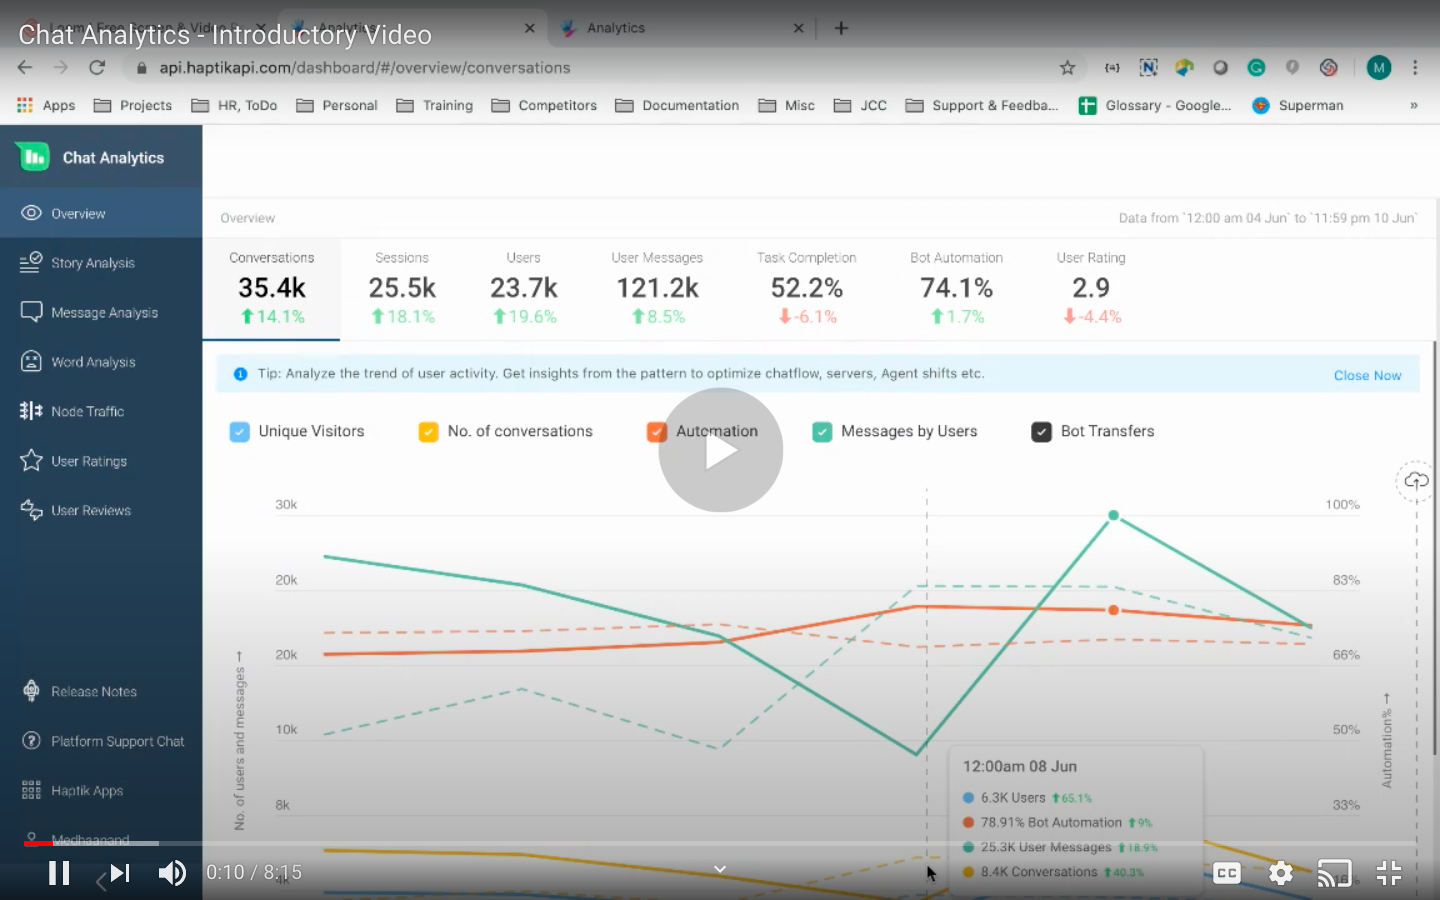 Chat Analytics - Introductory Video
Analytics
api.haptikapi.com/dashboard/#/overview/conversations
M
Apps
Projects
HR, ToDo
Personal
Training
Competitors
Documentation
Misc
JCC
Support & Feedba...
Glossary - Google...
Superman
»
Chat Analytics
Overview
Story Analysis
Message Analysis
Word Analysis
Node Traffic
User Ratings
User Reviews
Release Notes
Platform Support Chat
Haptik Apps
Medhaanand
Overview
Data from `12:00 am 04 Jun` to `11:59 pm 10 Jun`
Conversations
35.4k
14.1%
Sessions
25.5k
18.1%
Users
23.7k
19.6%
User Messages
121.2k
8.5%
Task Completion
52.2%
-6.1%
Bot Automation
74.1%
1.7%
User Rating
2.9
-4.4%
Tip: Analyze the trend of user activity. Get insights from the pattern to optimize chatflow, servers, Agent shifts etc.
Close Now
Unique Visitors
No. of conversations
Automation
Messages by Users
Bot Transfers
30k
20k
20k
10k
8k
4k
No. of users and messages →
100%
83%
66%
50%
33%
16%
Automation% →
12:00am 08 Jun
6.3K Users 65.1%
78.91% Bot Automation 9%
25.3K User Messages 18.9%
8.4K Conversations 40.3%
0:10 / 8:15
CC